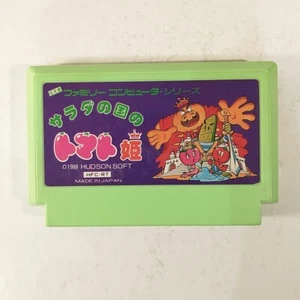 ファミリー コンピュータ・シリーズ
サラダの国の
トマト姫
©1988 HUDSON SOFT
HFC-RT
MADE IN JAPAN